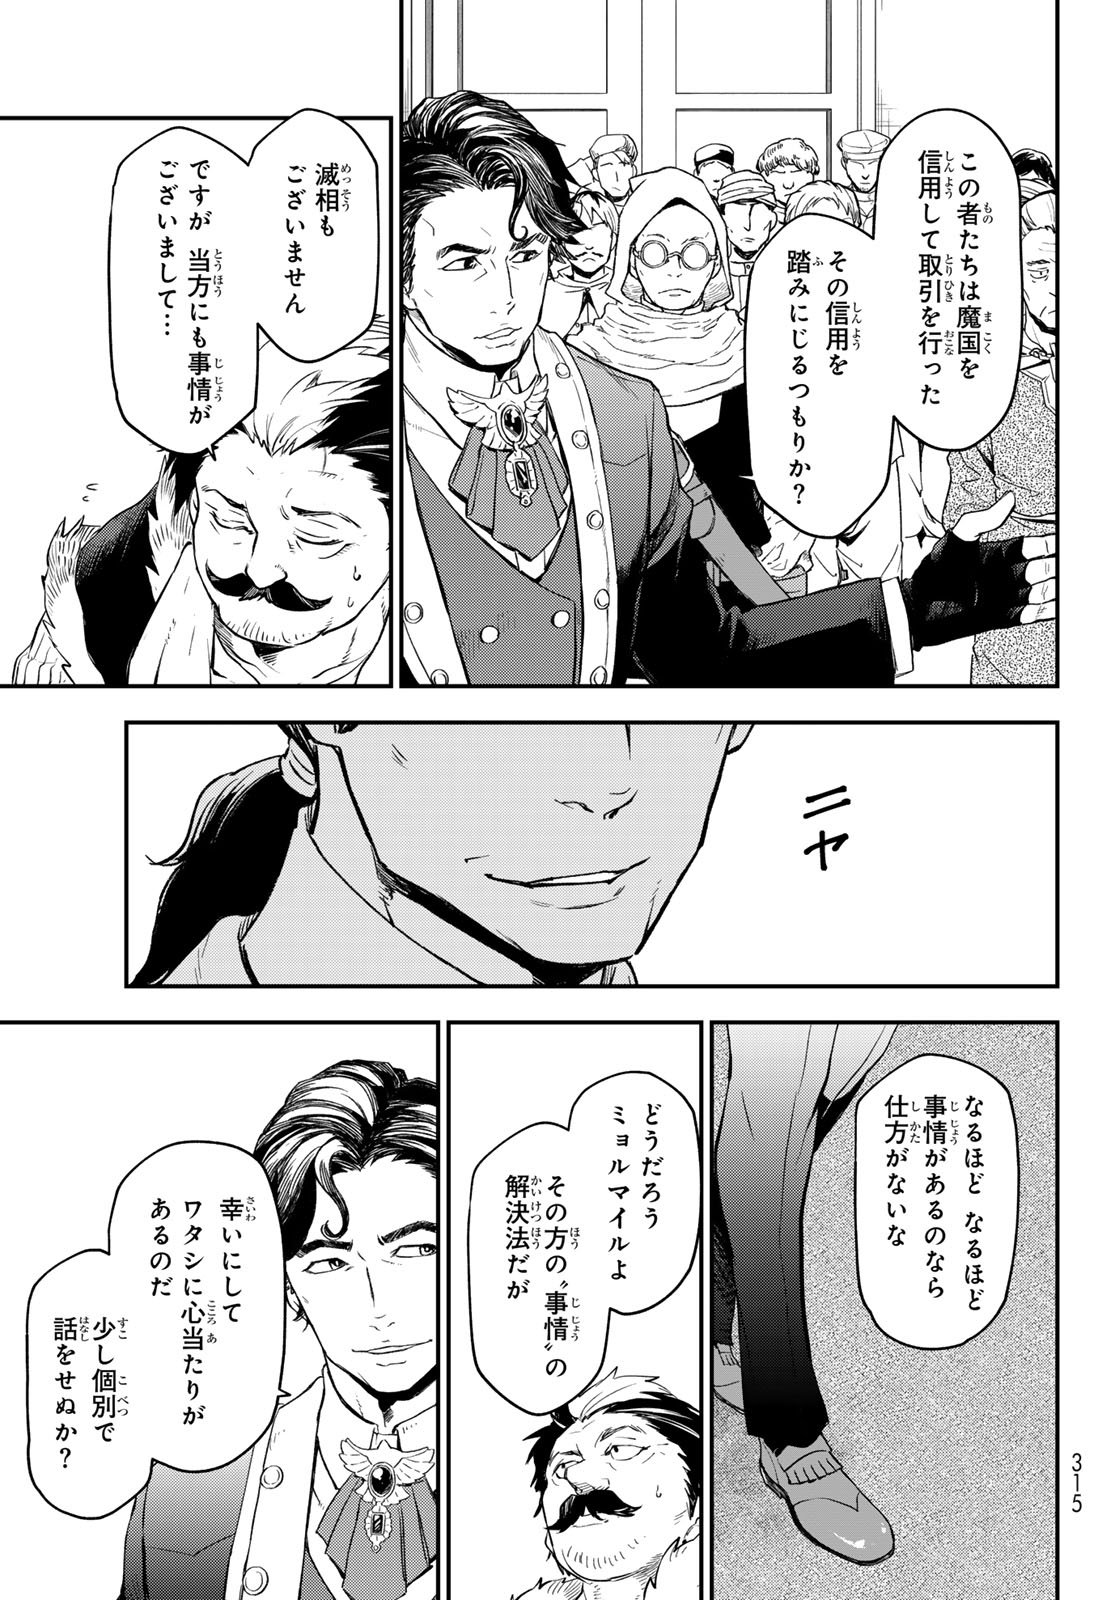 この者たちは魔国を
信用して取引を行った
その信用を
踏みにじるつもりか?
滅相も
ございません
ですが 当方にも事情が
ございまして…
ニヤ
なるほど なるほど
事情があるのなら
仕方がないな
どうだろう
ミョルマイルよ
その方の〝事情〟の
解決法だが
幸いにして
ワタシに心当たりが
あるのだ
少し個別で
話をせぬか?
315